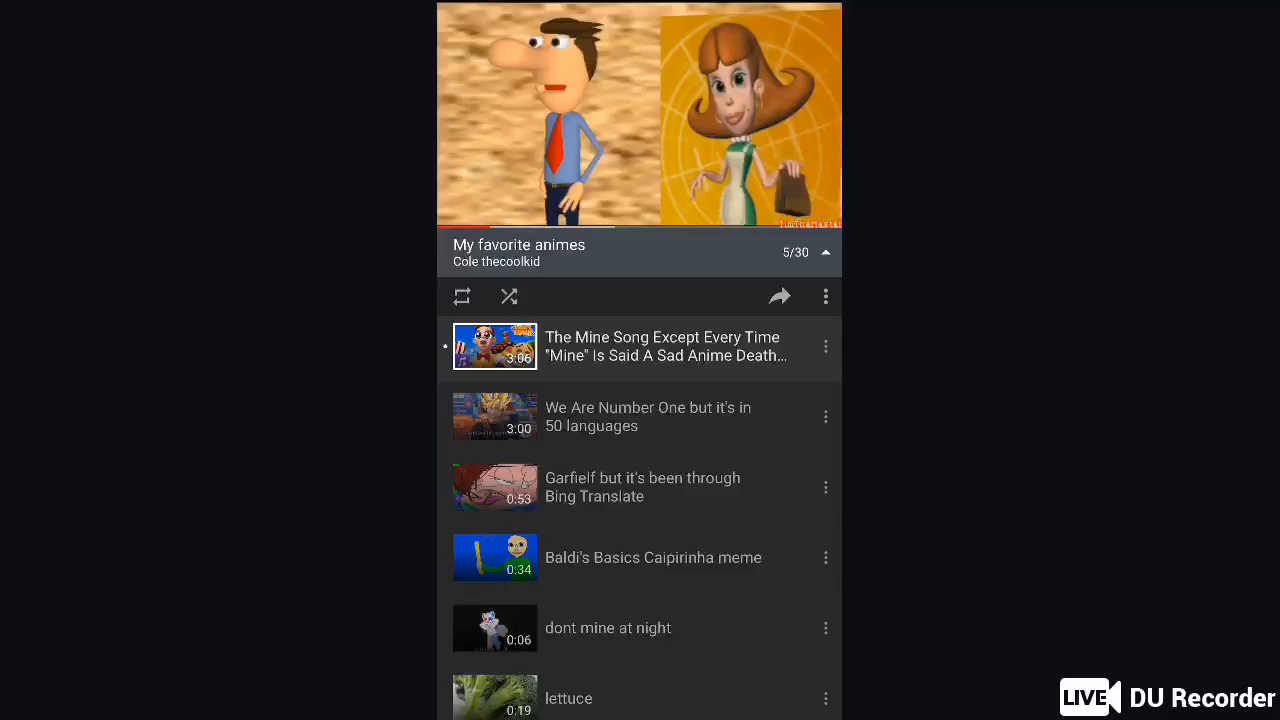 JimTheMaster
My favorite animes
Cole thecoolkid
5/30
3:06
The Mine Song Except Every Time
"Mine" Is Said A Sad Anime Death...
3:00
We Are Number One but it's in
50 languages
0:53
Garfielf but it's been through
Bing Translate
0:34
Baldi's Basics Caipirinha meme
0:06
dont mine at night
0:19
lettuce
LIVE DU Recorder